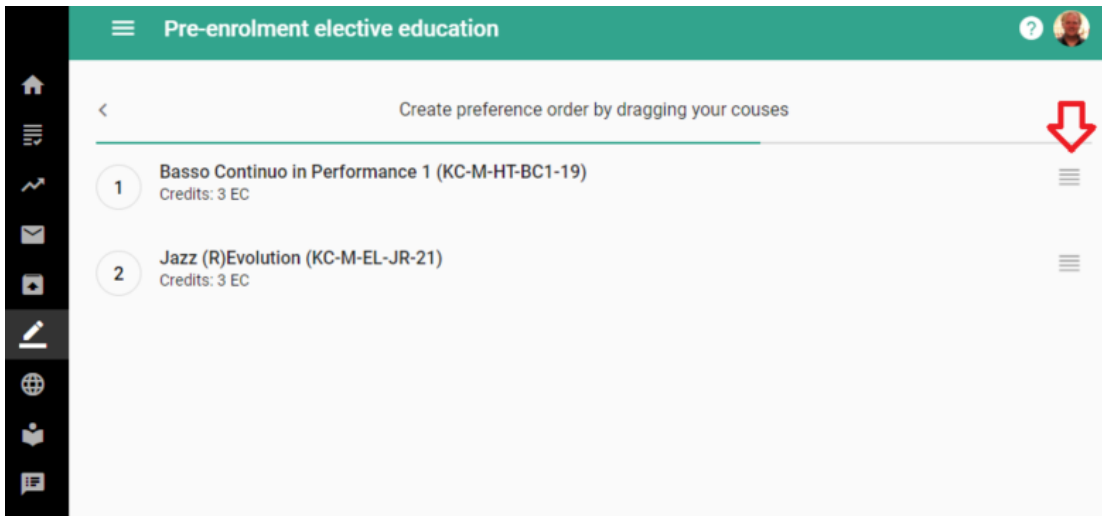 Pre-enrolment elective education
?
Create preference order by dragging your couses
1
Basso Continuo in Performance 1 (KC-M-HT-BC1-19)
Credits: 3 EC
2
Jazz (R)Evolution (KC-M-EL-JR-21)
Credits: 3 EC